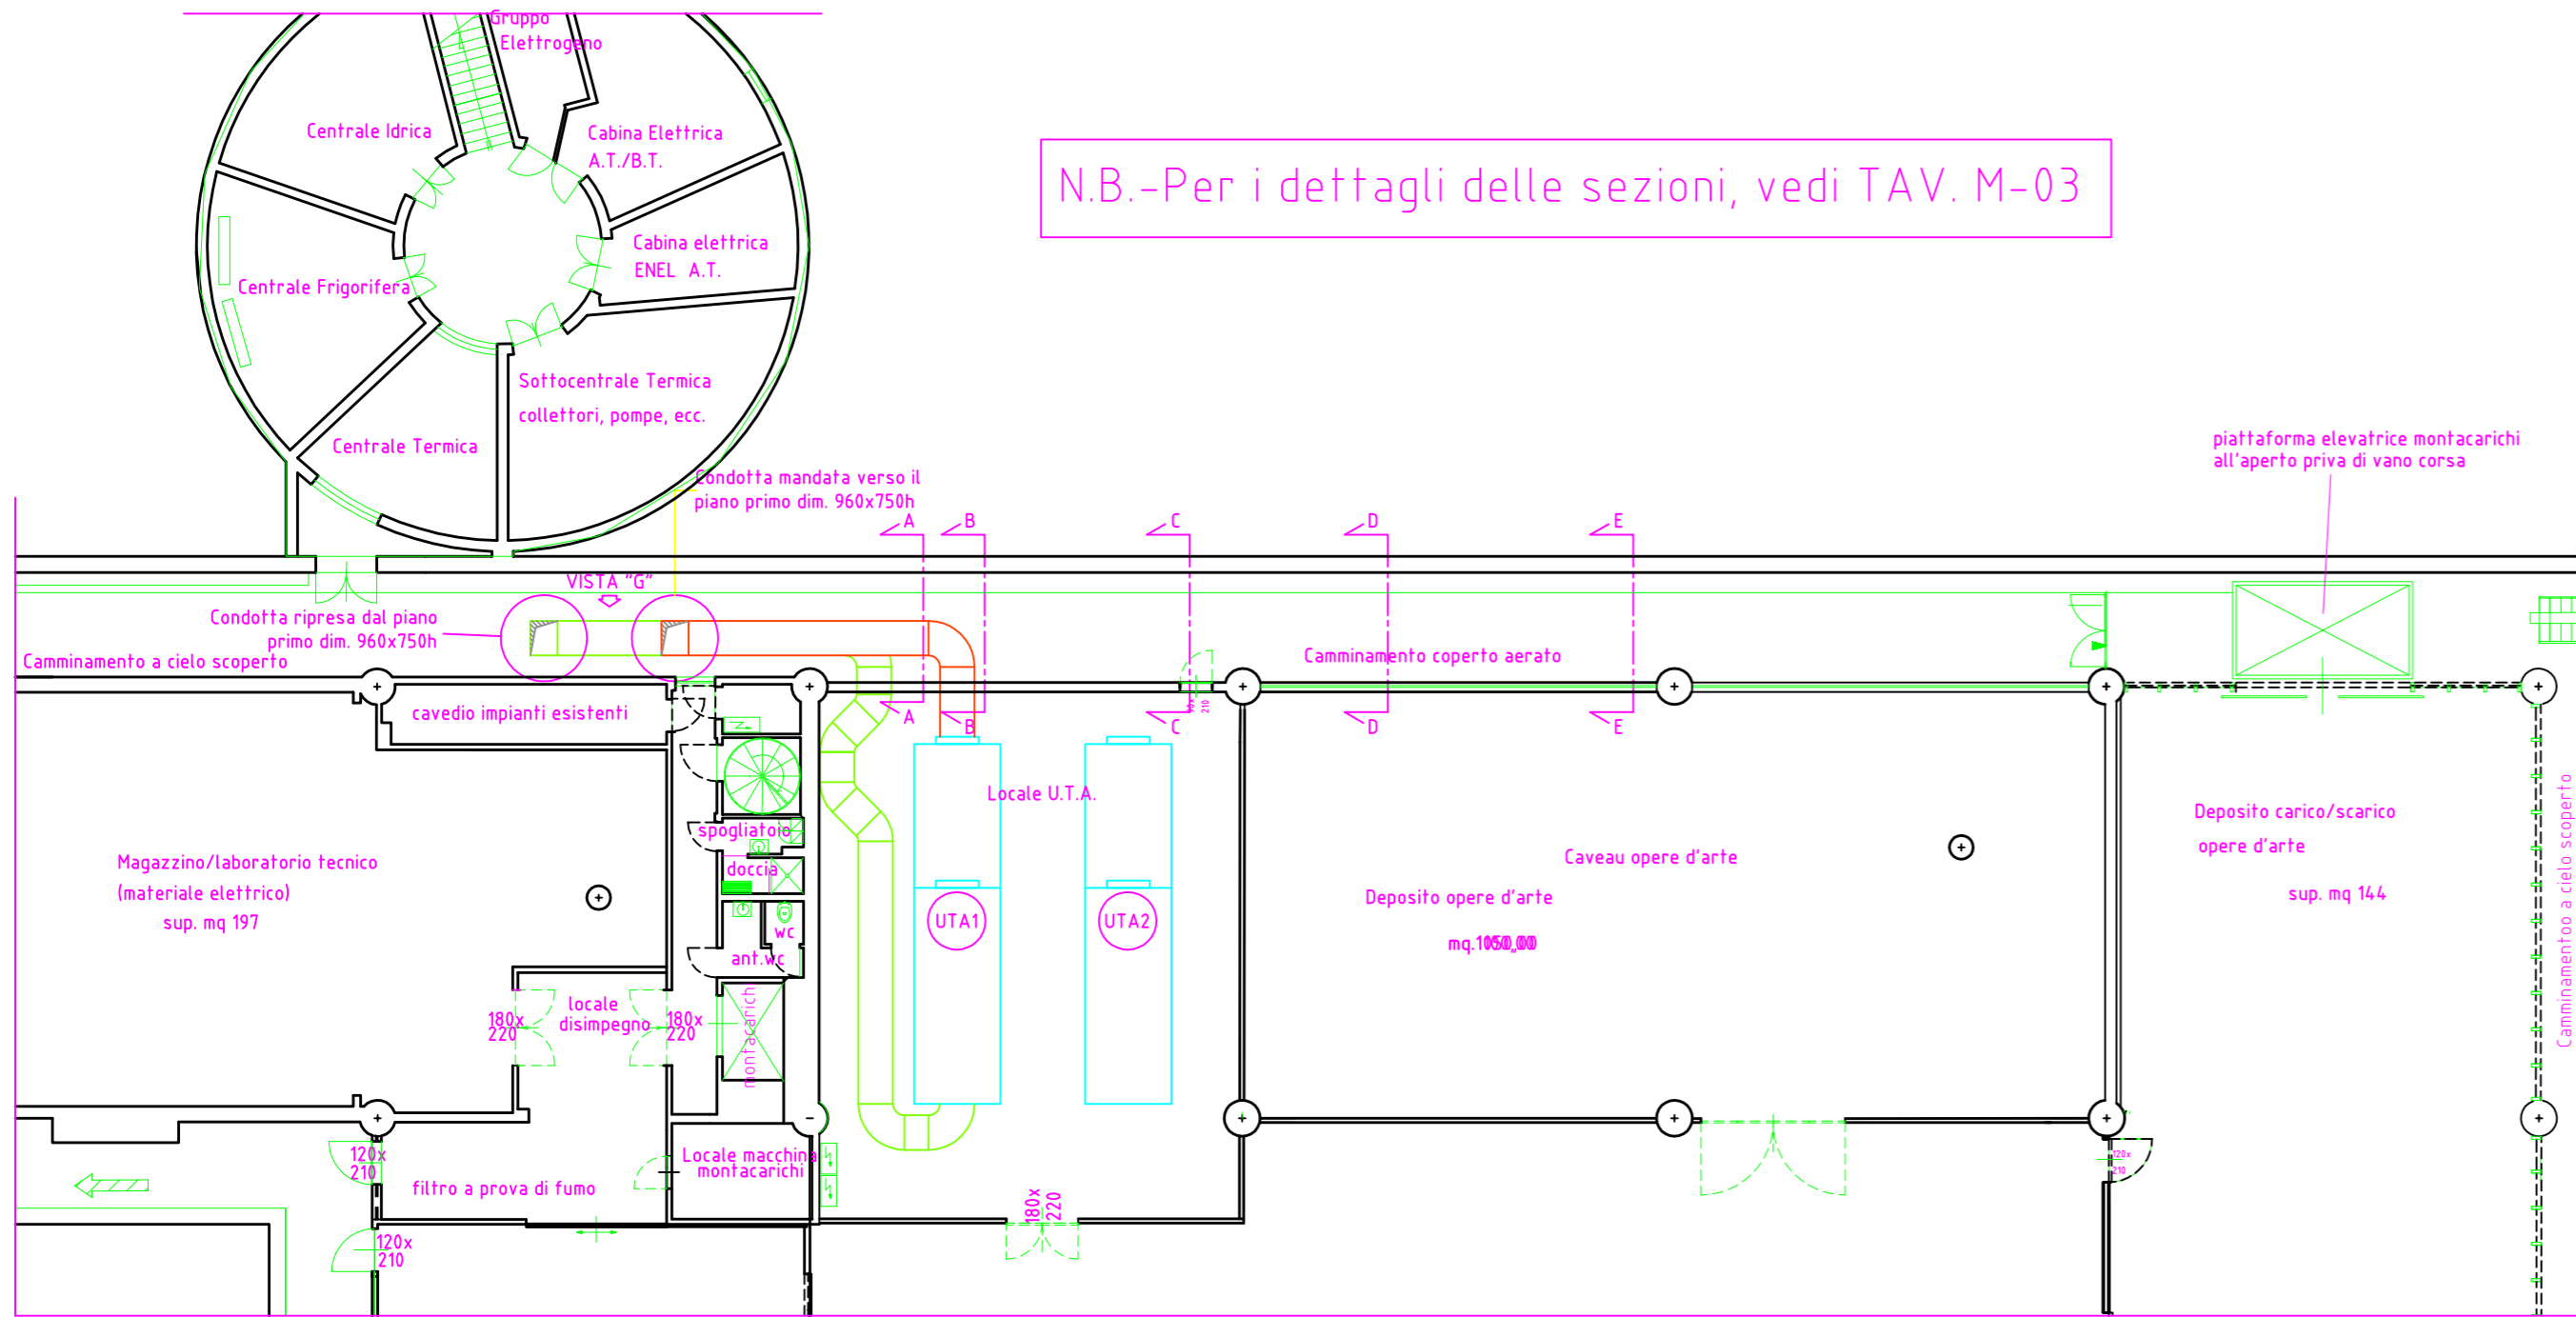 Gruppo
Elettrogeno
Centrale Idrica
Cabina Elettrica
A.T./B.T.
N.B.-Per i dettagli delle sezioni, vedi TAV. M-03
Cabina elettrica
ENEL A.T.
Centrale Frigorifera
Sottocentrale Termica
collettori, pompe, ecc.
Centrale Termica
piattaforma elevatrice montacarichi
all'aperto priva di vano corsa
Condotta mandata verso il
piano primo dim. 960x750h
A
B
C
D
E
VISTA "G"
Condotta ripresa dal piano
primo dim. 960x750h
Camminamento a cielo scoperto
Camminamento coperto aerato
cavedio impianti esistenti
A
B
C
D
E
210
Locale U.T.A.
spogliatoio
doccia
Magazzino/laboratorio tecnico
(materiale elettrico)
sup. mq 197
UTA1
UTA2
wc
ant.wc
Caveau opere d'arte
Deposito opere d'arte
Deposito carico/scarico
opere d'arte
sup. mq 144
Camminamentoo a cielo scoperto
locale
disimpegno
180x
220
180x
220
montacarichi
120x
210
Locale macchina
montacarichi
filtro a prova di fumo
180x
220
120x
210
120x
210